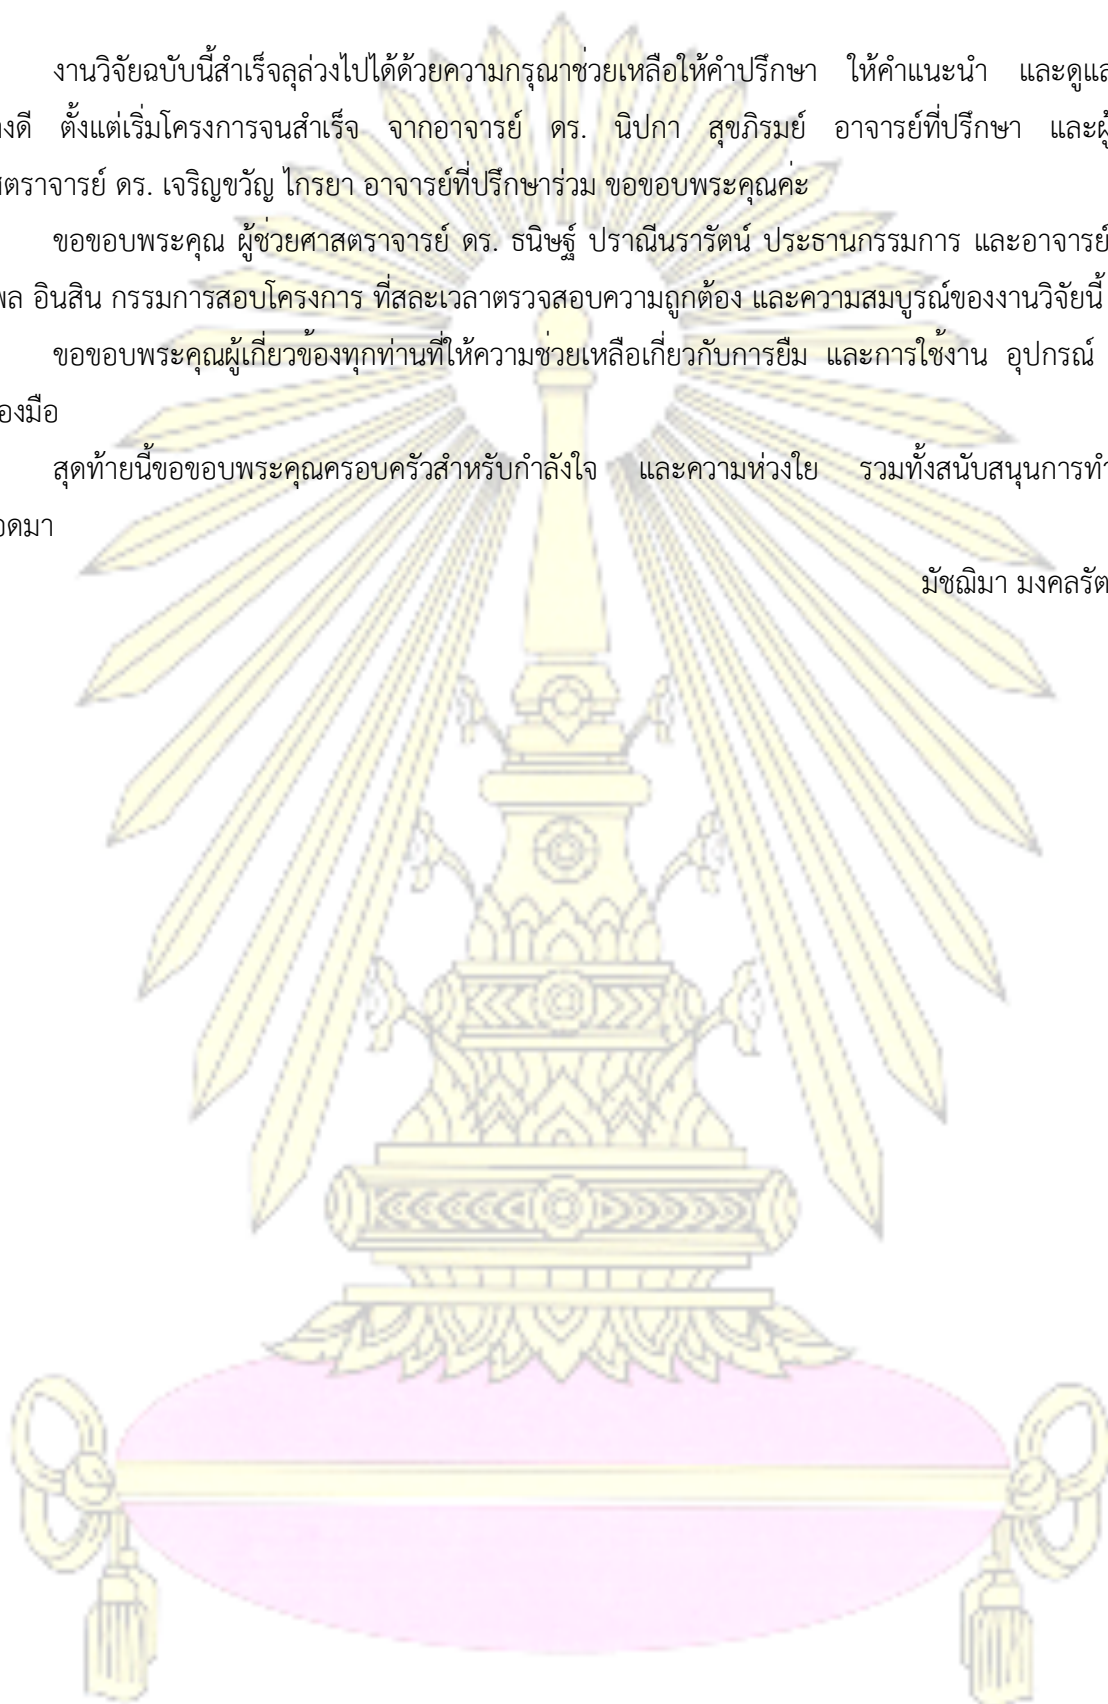 งานวิจัยฉบับนี้สำเร็จลุล่วงไปได้ด้วยความกรุณาช่วยเหลือให้คำปรึกษา ให้คำแนะนำ และดูแล
งดี ตั้งแต่เริ่มโครงการจนสำเร็จ จากอาจารย์ ดร. นิปกา สุขภิรมย์ อาจารย์ที่ปรึกษา และผู้
สตราจารย์ ดร. เจริญขวัญ ไกรยา อาจารย์ที่ปรึกษาร่วม ขอขอบพระคุณค่ะ
ขอขอบพระคุณ ผู้ช่วยศาสตราจารย์ ดร. ธนิษฐ์ ปราณีนรารัตน์ ประธานกรรมการ และอาจารย์
พล อินสิน กรรมการสอบโครงการ ที่สละเวลาตรวจสอบความถูกต้อง และความสมบูรณ์ของงานวิจัยนี้
ขอขอบพระคุณผู้เกี่ยวข้องทุกท่านที่ให้ความช่วยเหลือเกี่ยวกับการยืม และการใช้งาน อุปกรณ์
องมือ
สุดท้ายนี้ขอขอบพระคุณครอบครัวสำหรับกำลังใจ และความห่วงใย รวมทั้งสนับสนุนการทำ
อดมา
มัชฌิมา มงคลรัต